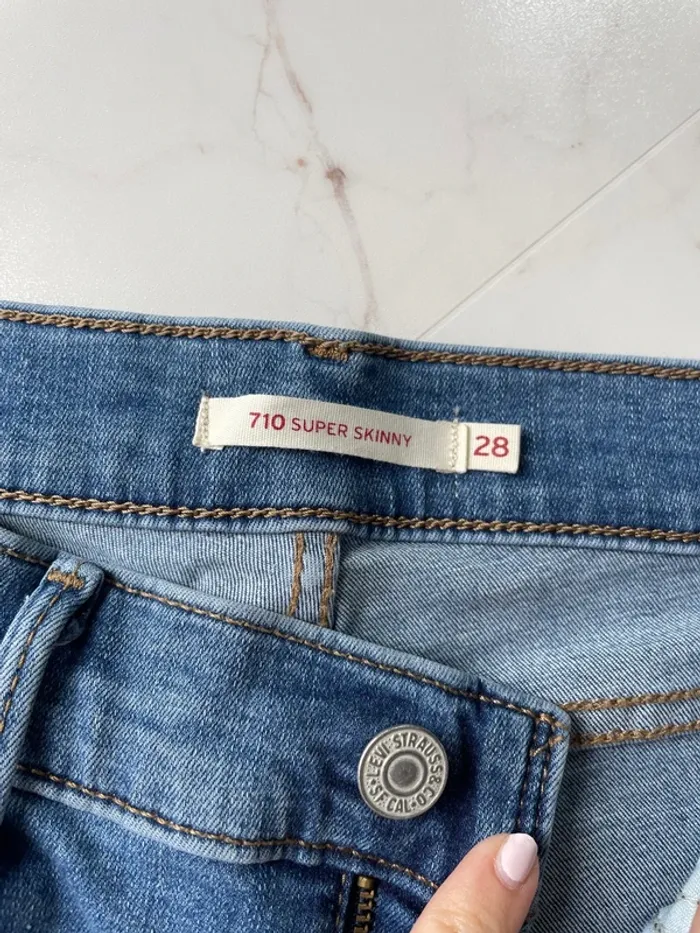 710 SUPER SKINNY
28
LEVI STRAUSS & CO
S.F. CAL